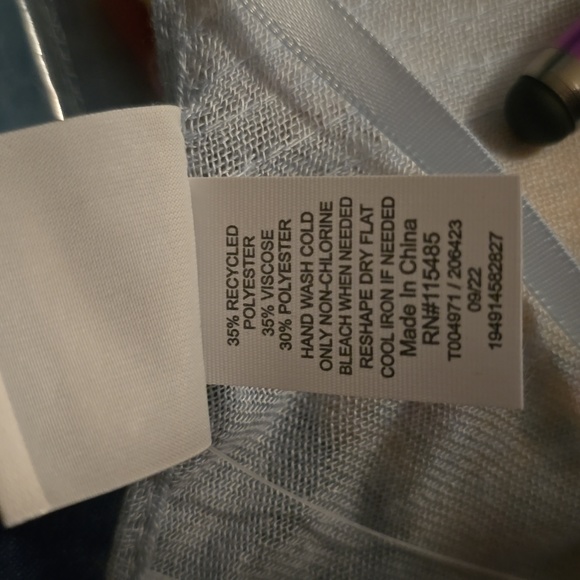 35% RECYCLED
POLYESTER
35% VISCOSE
30% POLYESTER
HAND WASH COLD
ONLY NON-CHLORINE
BLEACH WHEN NEEDED
RESHAPE DRY FLAT
COOL IRON IF NEEDED
Made In China
RN#115485
T004971 / 206423
09/22
194914582827